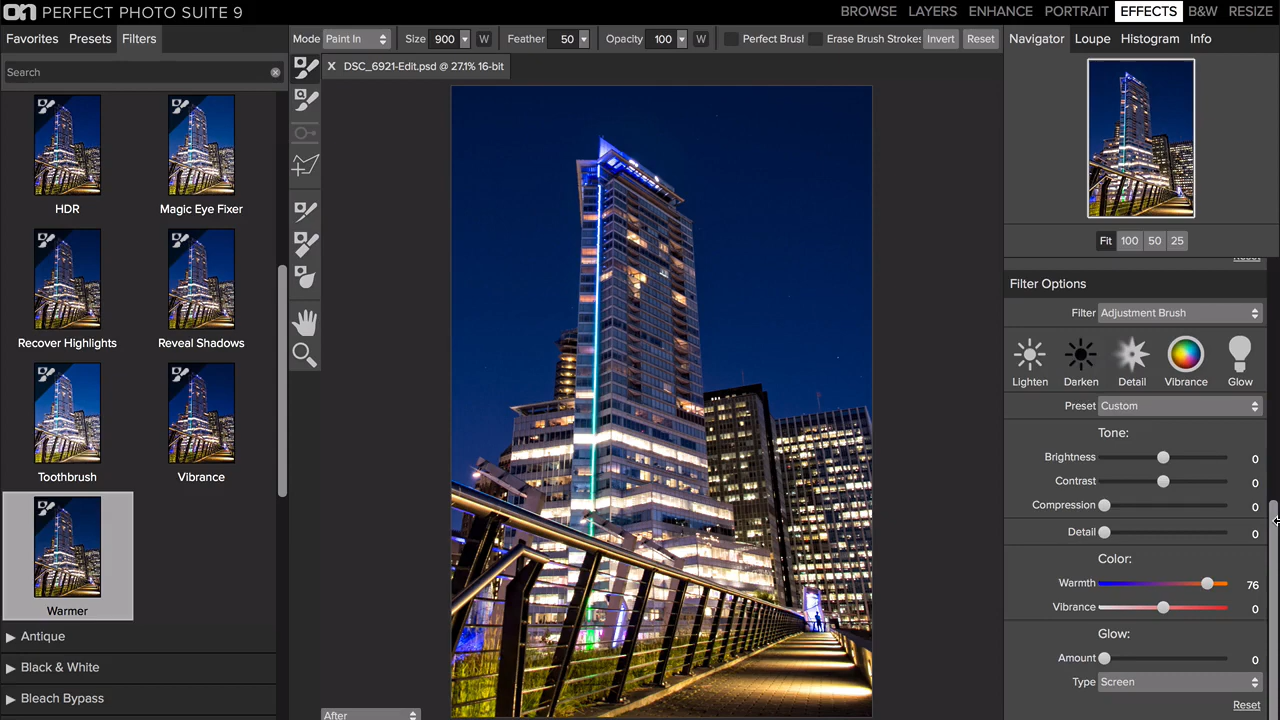 on PERFECT PHOTO SUITE 9
BROWSE LAYERS ENHANCE PORTRAIT EFFECTS B&W RESIZE
Favorites Presets Filters
Mode Paint In Size 900 W Feather 50 Opacity 100 W Perfect Brush Erase Brush Strokes Invert Reset
Navigator Loupe Histogram Info
Search
DSC_6921-Edit.psd @ 27.1% 16-bit
HDR
Magic Eye Fixer
Recover Highlights
Reveal Shadows
Toothbrush
Vibrance
Warmer
Antique
Black & White
Bleach Bypass
After
Fit 100 50 25
Reset
Filter Options
Filter Adjustment Brush
Lighten Darken Detail Vibrance Glow
Preset Custom
Tone:
Brightness 0
Contrast 0
Compression 0
Detail 0
Color:
Warmth 76
Vibrance 0
Glow:
Amount 0
Type Screen
Reset